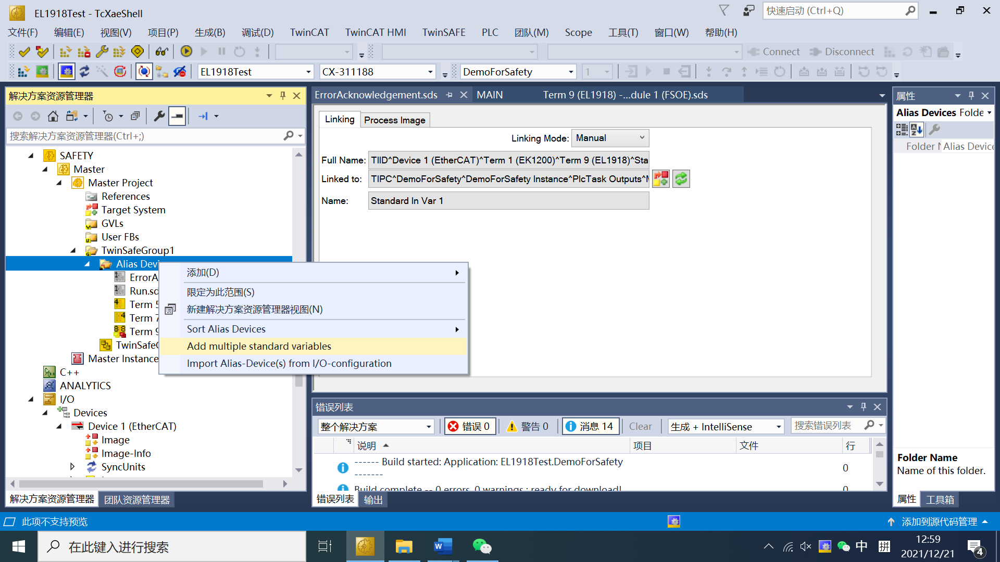 EL1918Test - TcXaeShell
快速启动 (Ctrl+Q)
文件(F) 编辑(E) 视图(V) 项目(P) 生成(B) 调试(D) TwinCAT TwinCAT HMI TwinSAFE PLC 团队(M) Scope 工具(T) 窗口(W) 帮助(H)
Connect Disconnect
EL1918Test CX-311188 DemoForSafety 1
解决方案资源管理器
搜索解决方案资源管理器(Ctrl+;)
SAFETY
Master
Master Project
References
Target System
GVLs
User FBs
TwinSafeGroup1
Alias Devi
ErrorA
Run.sd
Term 5
Term 7
Term 9
TwinSafeG
Master Instance
C++
ANALYTICS
I/O
Devices
Device 1 (EtherCAT)
Image
Image-Info
SyncUnits
解决方案资源管理器 团队资源管理器
添加(D)
限定为此范围(S)
新建解决方案资源管理器视图(N)
Sort Alias Devices
Add multiple standard variables
Import Alias-Device(s) from I/O-configuration
ErrorAcknowledgement.sds MAIN Term 9 (EL1918) -...dule 1 (FSOE).sds
Linking Process Image
Linking Mode: Manual
Full Name: TIID^Device 1 (EtherCAT)^Term 1 (EK1200)^Term 9 (EL1918)^Sta
Linked to: TIPC^DemoForSafety^DemoForSafety Instance^PlcTask Outputs^M
Name: Standard In Var 1
错误列表
整个解决方案 错误 0 警告 0 消息 14 Clear 生成 + IntelliSense 搜索错误列表
说明 项目 文件 行
------ Build started: Application: EL1918Test.DemoForSafety
------- 0
Build complete -- 0 errors, 0 warnings : ready for download! 0
错误列表 输出
属性
Alias Devices Folde
Folder N Alias Device
Folder Name
Name of this folder.
属性 工具箱
此项不支持预览 添加到源代码管理
在此键入进行搜索
中 拼
12:59
2021/12/21
4